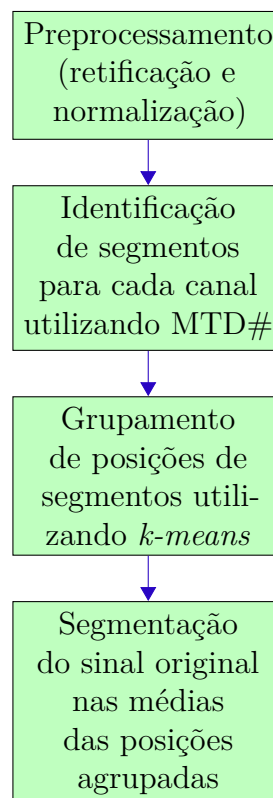 Preprocessamento
(retificação e
normalização)
Identificação
de segmentos
para cada canal
utilizando MTD#
Grupamento
de posições de
segmentos utili-
zando k-means
Segmentação
do sinal original
nas médias
das posições
agrupadas